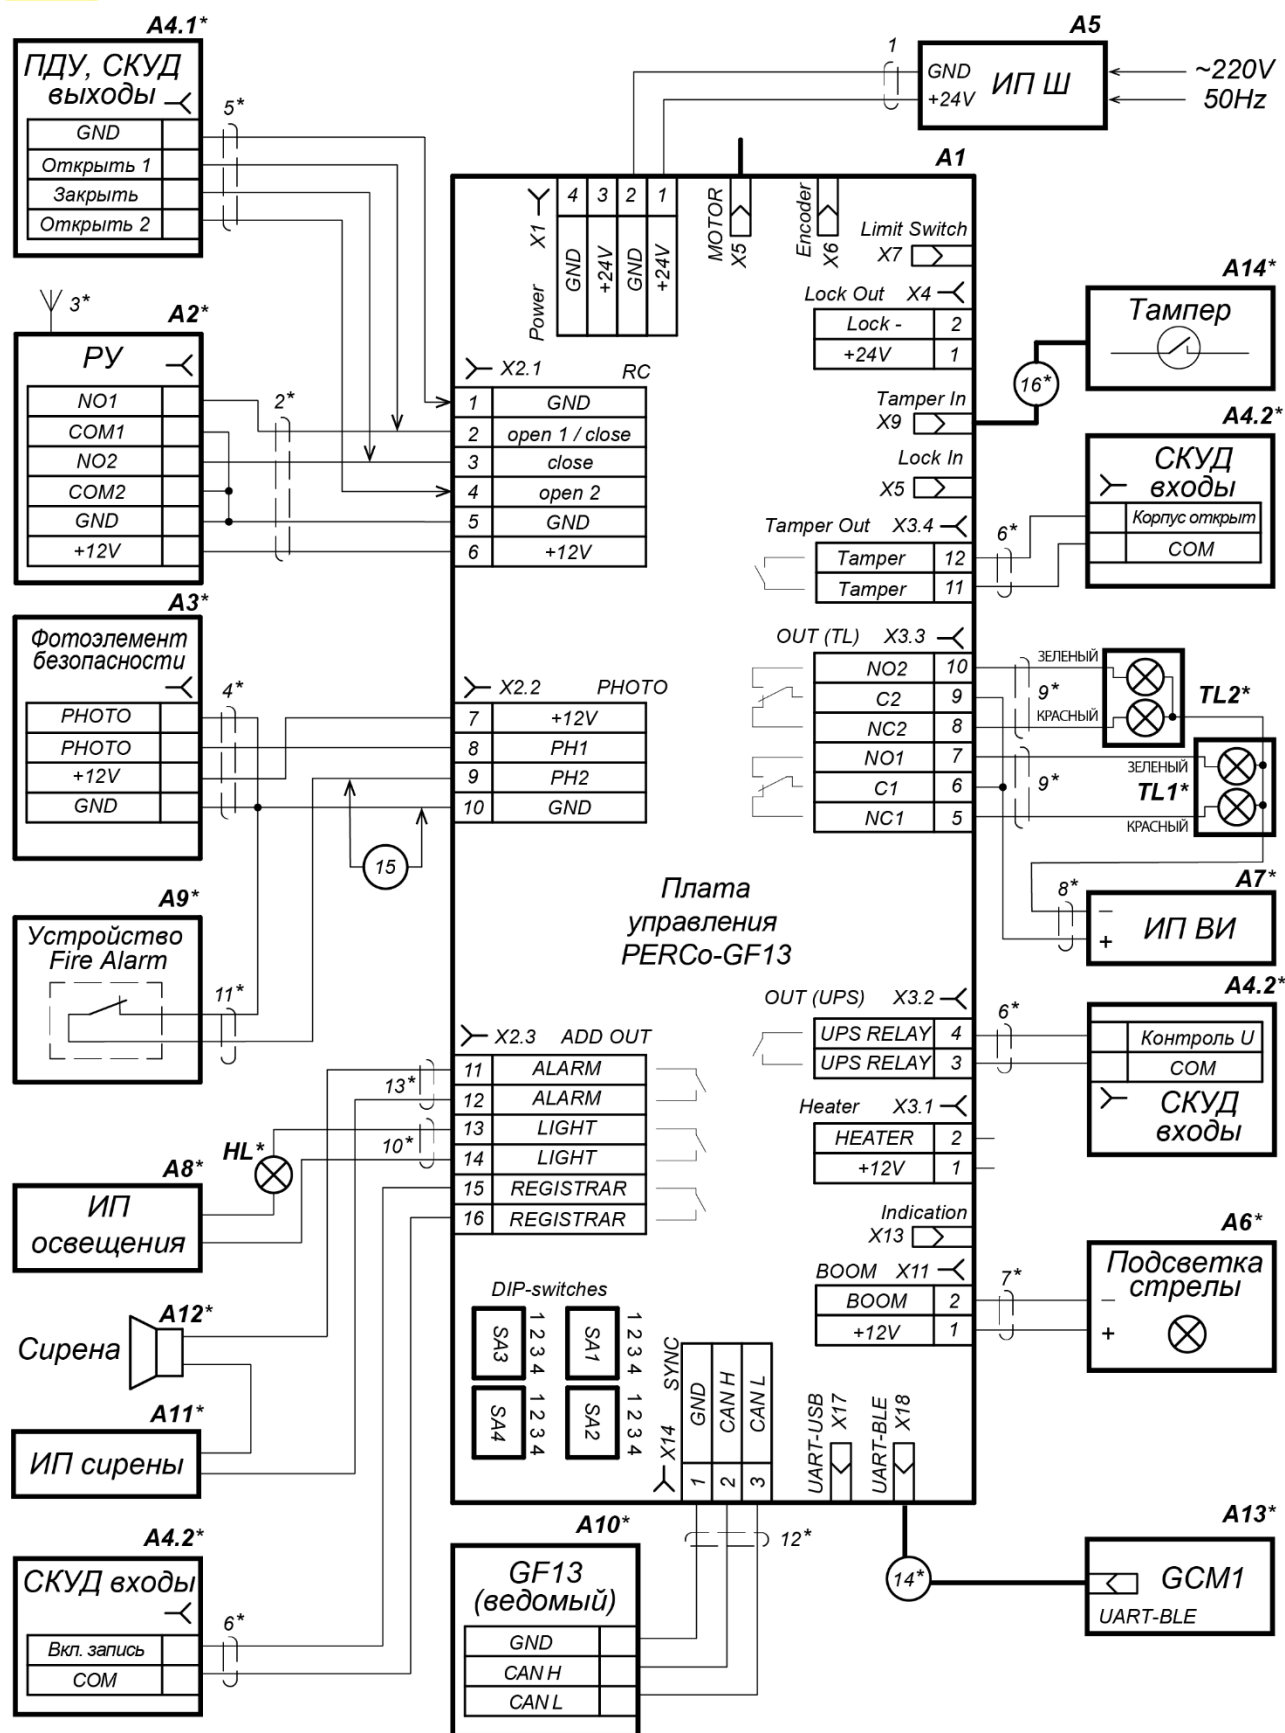 A4.1*
ПДУ, СКУД
выходы
GND
Открыть 1
Закрыть
Открыть 2
5*
1
A5
GND
+24V
ИП Ш
~220V
50Hz
A1
X1
4
3
2
1
GND
+24V
GND
+24V
Power
MOTOR
X5
Encoder
X6
Limit Switch
X7
3*
A2*
РУ
NO1
COM1
NO2
COM2
GND
+12V
2*
X2.1
RC
1
GND
2
open 1 / close
3
close
4
open 2
5
GND
6
+12V
Lock Out X4
Lock -
2
+24V
1
Tamper In
X9
Lock In
X5
16*
A14*
Тампер
A4.2*
СКУД
входы
Корпус открыт
COM
Tamper Out X3.4
Tamper
12
Tamper
11
6*
A3*
Фотоэлемент
безопасности
PHOTO
PHOTO
+12V
GND
4*
X2.2
PHOTO
7
+12V
8
PH1
9
PH2
10
GND
15
OUT (TL) X3.3
NO2
10
C2
9
NC2
8
NO1
7
C1
6
NC1
5
ЗЕЛЕНЫЙ
9*
КРАСНЫЙ
TL2*
ЗЕЛЕНЫЙ
9*
TL1*
КРАСНЫЙ
A7*
8*
–
+
ИП ВИ
Плата
управления
PERCo-GF13
A9*
Устройство
Fire Alarm
11*
OUT (UPS) X3.2
UPS RELAY
4
UPS RELAY
3
6*
A4.2*
Контроль U
COM
СКУД
входы
X2.3
ADD OUT
11
ALARM
12
ALARM
13
LIGHT
14
LIGHT
15
REGISTRAR
16
REGISTRAR
13*
10*
HL*
A8*
ИП
освещения
Heater X3.1
HEATER
2
+12V
1
Indication
X13
BOOM X11
BOOM
2
+12V
1
7*
A6*
Подсветка
стрелы
–
+
A12*
Сирена
A11*
ИП сирены
DIP-switches
SA3
1 2 3 4
SA1
1 2 3 4
SA4
1 2 3 4
SA2
1 2 3 4
SYNC
X14
GND
CAN H
CAN L
1
2
3
UART-USB
X17
UART-BLE
X18
A4.2*
СКУД входы
Вкл. запись
COM
6*
A10*
GF13
(ведомый)
GND
CAN H
CAN L
12*
14*
A13*
GCM1
UART-BLE